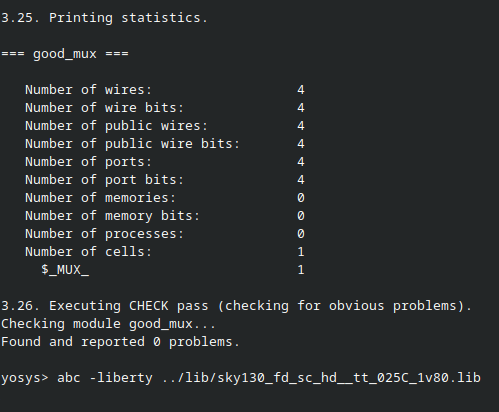 3.25. Printing statistics.
=== good_mux ===
Number of wires: 4
Number of wire bits: 4
Number of public wires: 4
Number of public wire bits: 4
Number of ports: 4
Number of port bits: 4
Number of memories: 0
Number of memory bits: 0
Number of processes: 0
Number of cells: 1
$_MUX_ 1
3.26. Executing CHECK pass (checking for obvious problems).
Checking module good_mux...
Found and reported 0 problems.
yosys> abc -liberty ../lib/sky130_fd_sc_hd__tt_025C_1v80.lib